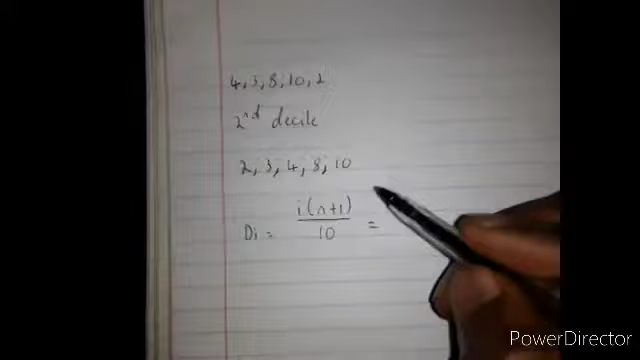 4, 3, 8, 10, 2
2nd decile
2, 3, 4, 8, 10
Di = i(n+1)/10 =
PowerDirector